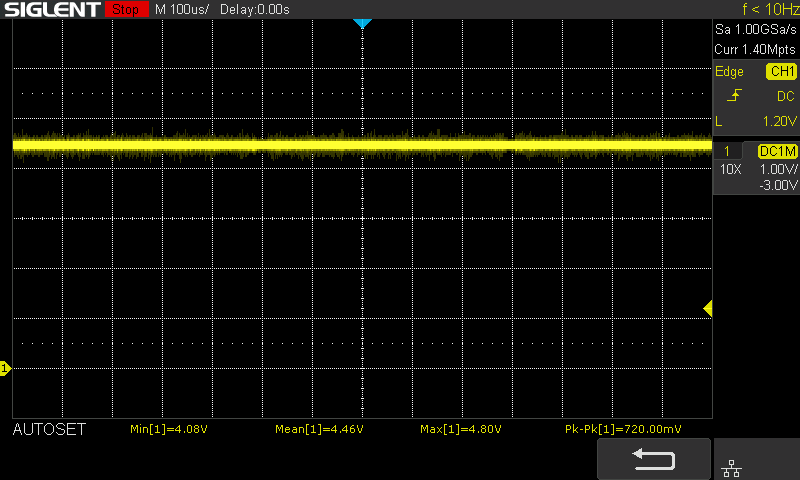 SIGLENT Stop M 100us/ Delay:0.00s f < 10Hz
Sa 1.00GSa/s
Curr 1.40Mpts
Edge CH1
DC
L 1.20V
1 DC1M
10X 1.00V/
-3.00V
1
AUTOSET Min[1]=4.08V Mean[1]=4.46V Max[1]=4.80V Pk-Pk[1]=720.00mV